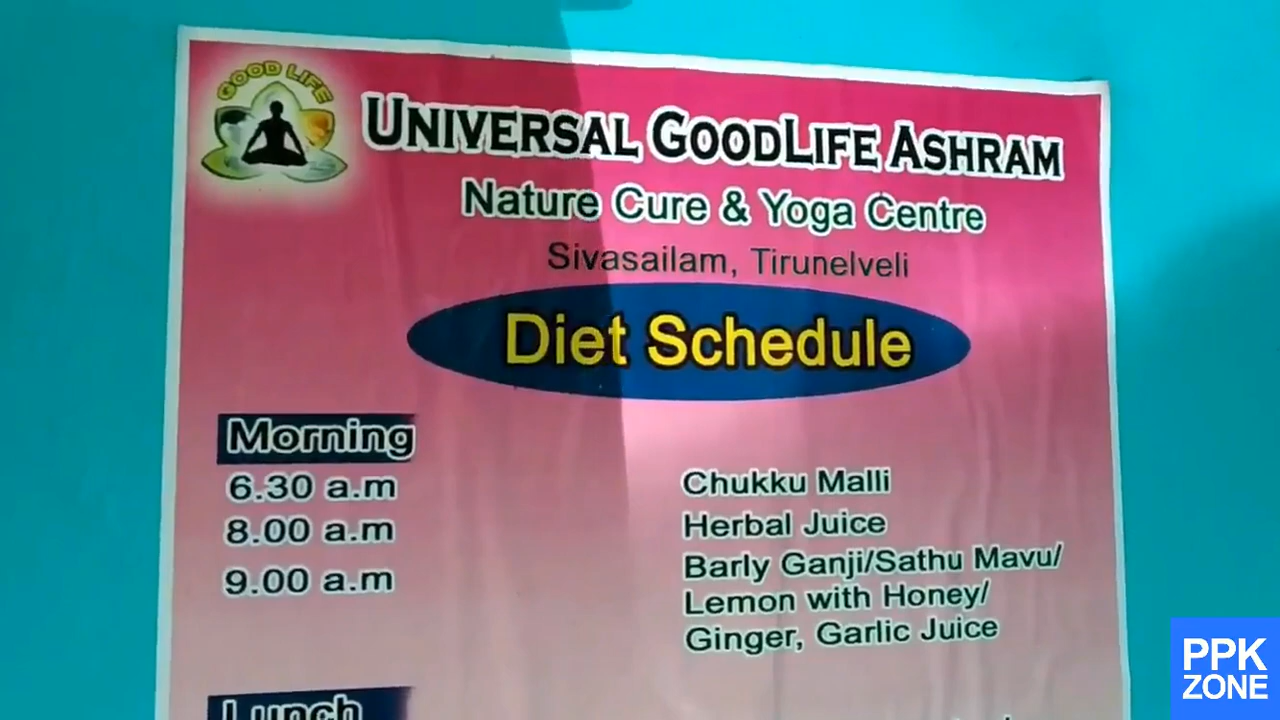 GOOD LIFE
UNIVERSAL GOODLIFE ASHRAM
Nature Cure & Yoga Centre
Sivasailam, Tirunelveli
Diet Schedule
Morning
6.30 a.m Chukku Malli
8.00 a.m Herbal Juice
9.00 a.m Barly Ganji/Sathu Mavu/
Lemon with Honey/
Ginger, Garlic Juice
Lunch
PPK
ZONE